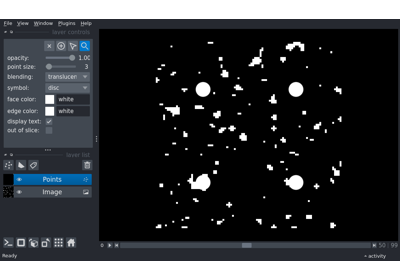 File View Window Plugins Help
layer controls
opacity: 1.00
point size: 3
blending: translucen
symbol: disc
face color: white
edge color: white
display text:
out of slice:
layer list
Points
Image
0 50 99
Ready activity